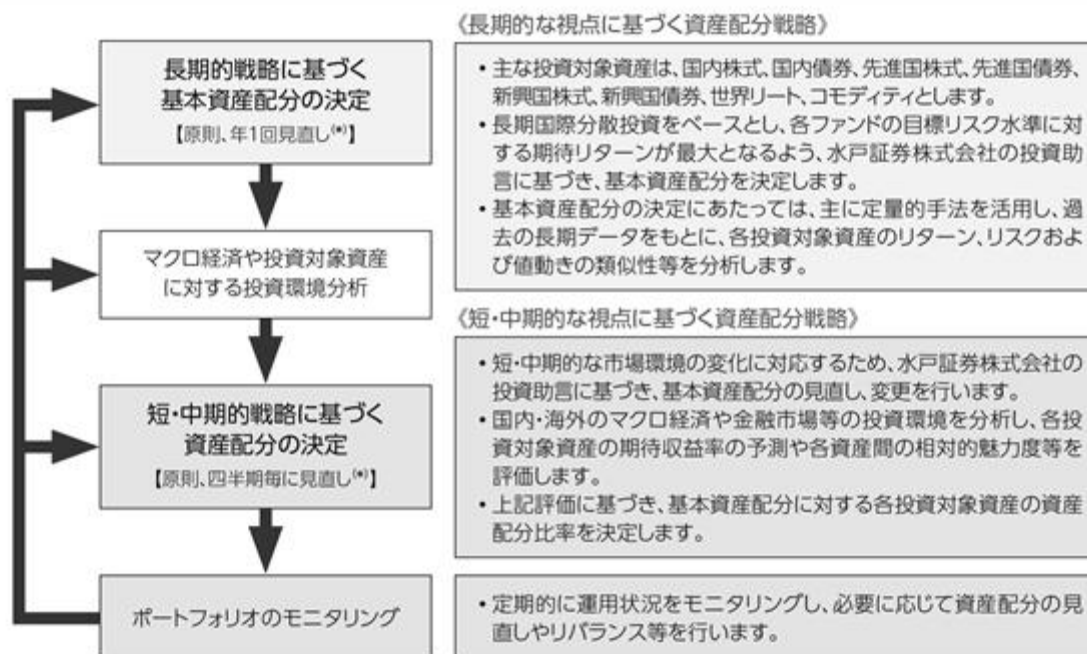 長期的戦略に基づく
基本資産配分の決定
【原則、年1回見直し(*)】
マクロ経済や投資対象資産
に対する投資環境分析
短・中期的戦略に基づく
資産配分の決定
【原則、四半期毎に見直し(*)】
ポートフォリオのモニタリング
《長期的な視点に基づく資産配分戦略》
・主な投資対象資産は、国内株式、国内債券、先進国株式、先進国債券、
新興国株式、新興国債券、世界リート、コモディティとします。
・長期国際分散投資をベースとし、各ファンドの目標リスク水準に対
する期待リターンが最大となるよう、水戸証券株式会社の投資助
言に基づき、基本資産配分を決定します。
・基本資産配分の決定にあたっては、主に定量的手法を活用し、過
去の長期データをもとに、各投資対象資産のリターン、リスクおよ
び値動きの類似性等を分析します。
《短・中期的な視点に基づく資産配分戦略》
・短・中期的な市場環境の変化に対応するため、水戸証券株式会社の
投資助言に基づき、基本資産配分の見直し、変更を行います。
・国内・海外のマクロ経済や金融市場等の投資環境を分析し、各投
資対象資産の期待収益率の予測や各資産間の相対的魅力度等を
評価します。
・上記評価に基づき、基本資産配分に対する各投資対象資産の資産
配分比率を決定します。
・定期的に運用状況をモニタリングし、必要に応じて資産配分の見
直しやリバランス等を行います。